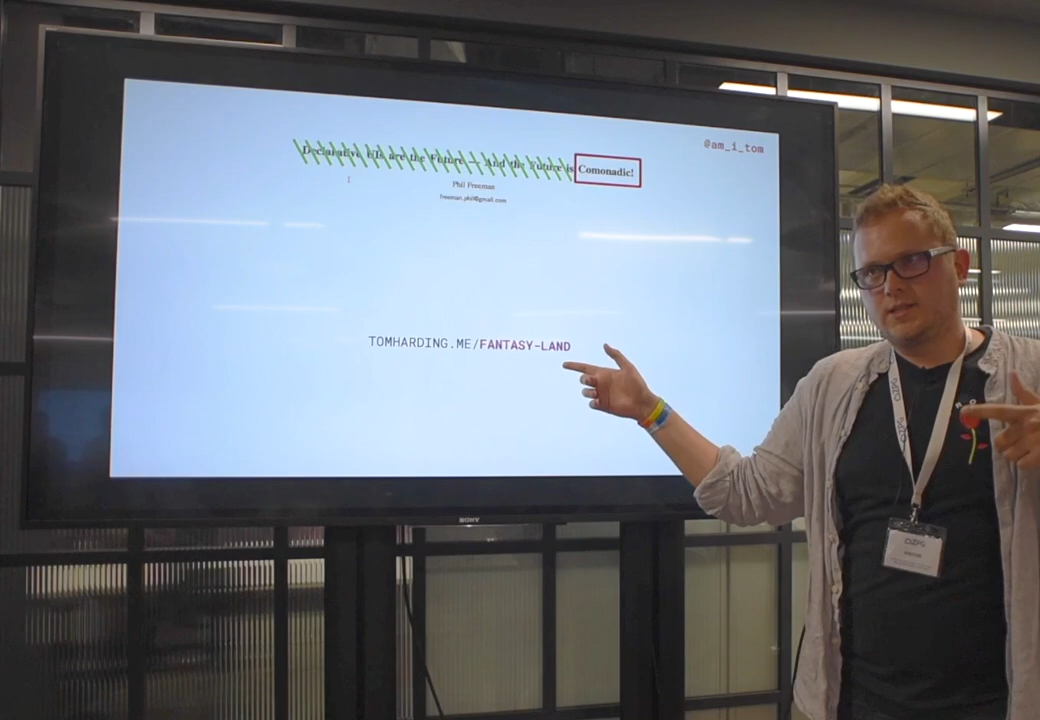 @am_i_tom
Declarative UIs are the Future — And the Future is Comonadic!
Phil Freeman
freeman.phil@gmail.com
TOMHARDING.ME/FANTASY-LAND
SONY